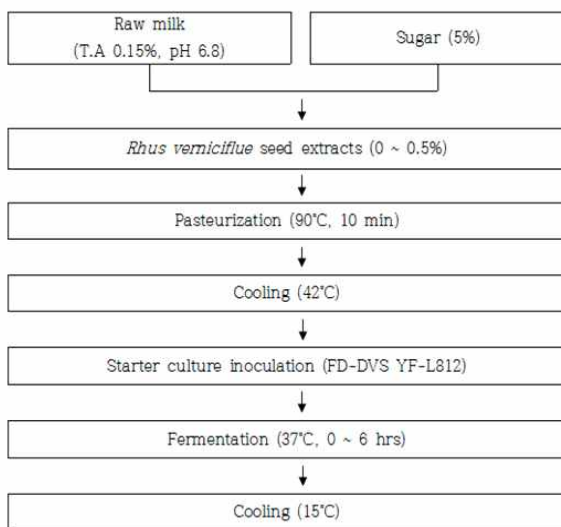 Raw milk
(T.A 0.15%, pH 6.8)
Sugar (5%)
Rhus verniciflue seed extracts (0 ~ 0.5%)
Pasteurization (90℃, 10 min)
Cooling (42℃)
Starter culture inoculation (FD-DVS YF-L812)
Fermentation (37℃, 0 ~ 6 hrs)
Cooling (15℃)